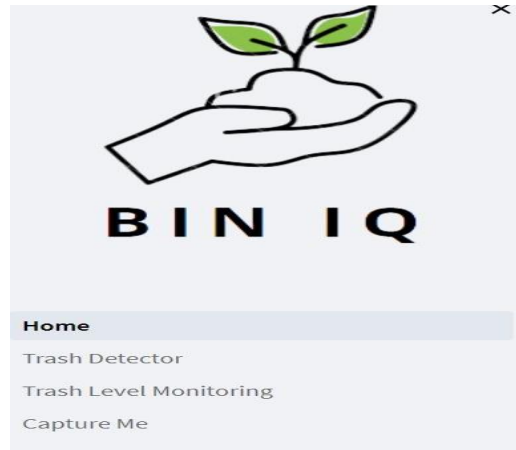 BIN IQ
Home
Trash Detector
Trash Level Monitoring
Capture Me